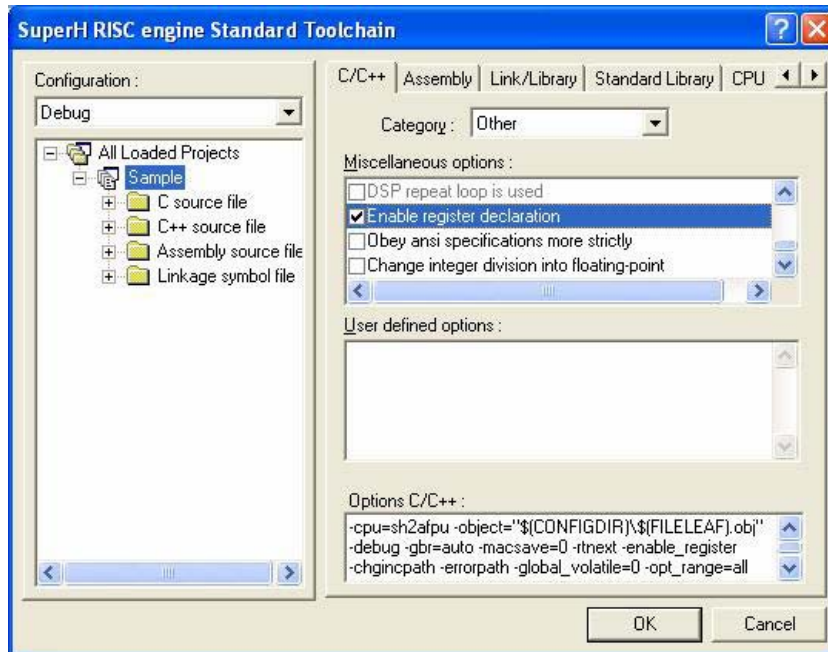 SuperH RISC engine Standard Toolchain
Configuration :
Debug
All Loaded Projects
Sample
C source file
C++ source file
Assembly source file
Linkage symbol file
C/C++ Assembly Link/Library Standard Library CPU
Category : Other
Miscellaneous options :
DSP repeat loop is used
Enable register declaration
Obey ansi specifications more strictly
Change integer division into floating-point
User defined options :
Options C/C++ :
-cpu=sh2afpu -object="$(CONFIGDIR)\$(FILELEAF).obj"
-debug -gbr=auto -macsave=0 -rtnext -enable_register
-chgincpath -errorpath -global_volatile=0 -opt_range=all
OK Cancel